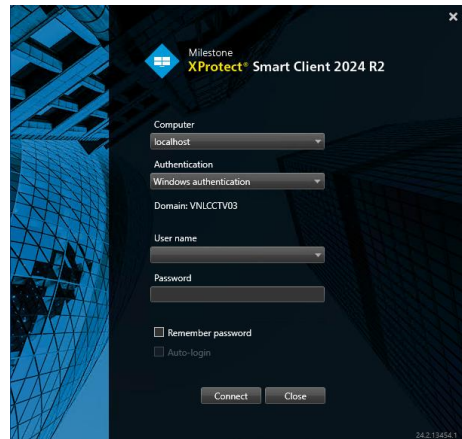 Milestone
XProtect® Smart Client 2024 R2
Computer
localhost
Authentication
Windows authentication
Domain: VNLCCTV03
User name
Password
Remember password
Auto-login
Connect Close
24.2.13454.1